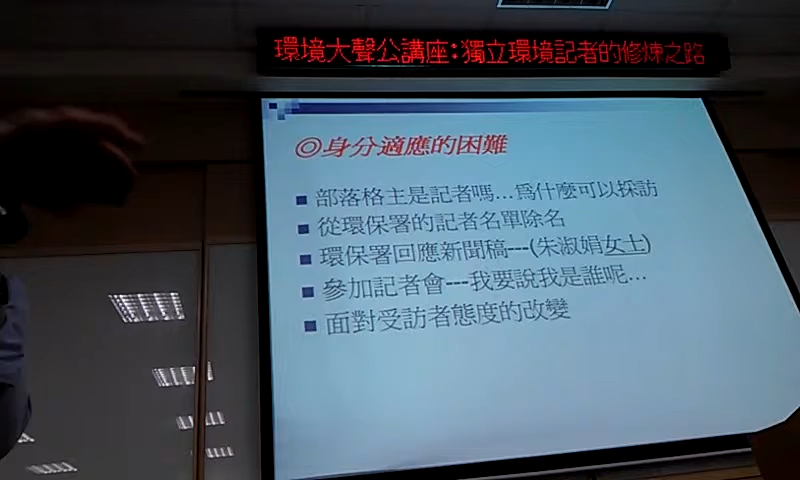 環境大聲公講座:獨立環境記者的修煉之路
◎身分適應的困難
部落格主是記者嗎...為什麼可以採訪
從環保署的記者名單除名
環保署回應新聞稿---(朱淑娟女士)
參加記者會---我要說我是誰呢...
面對受訪者態度的改變